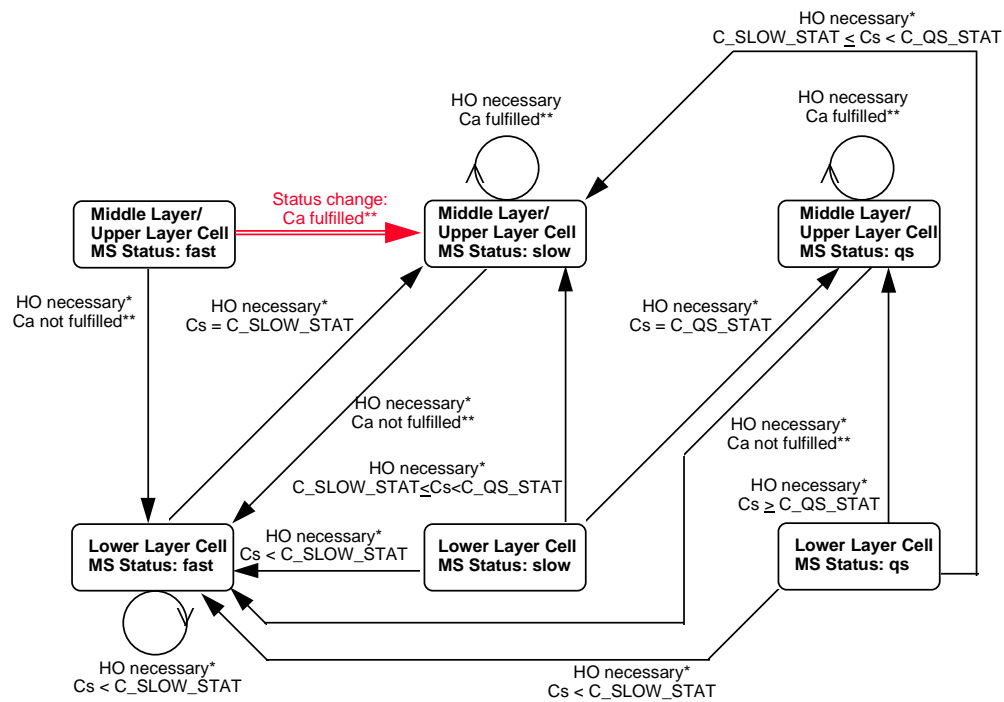 HO necessary*
C_SLOW_STAT ≤ Cs < C_QS_STAT
HO necessary
Ca fulfilled**
HO necessary
Ca fulfilled**
Status change:
Ca fulfilled**
Middle Layer/
Upper Layer Cell
MS Status: fast
Middle Layer/
Upper Layer Cell
MS Status: slow
Middle Layer/
Upper Layer Cell
MS Status: qs
HO necessary*
Ca not fulfilled**
HO necessary*
Cs = C_SLOW_STAT
HO necessary*
Cs = C_QS_STAT
HO necessary*
Ca not fulfilled**
HO necessary*
Ca not fulfilled**
HO necessary*
C_SLOW_STAT≤Cs<C_QS_STAT
HO necessary*
Cs ≥ C_QS_STAT
Lower Layer Cell
MS Status: fast
HO necessary*
Cs < C_SLOW_STAT
Lower Layer Cell
MS Status: slow
Lower Layer Cell
MS Status: qs
HO necessary*
Cs < C_SLOW_STAT
HO necessary*
Cs < C_SLOW_STAT